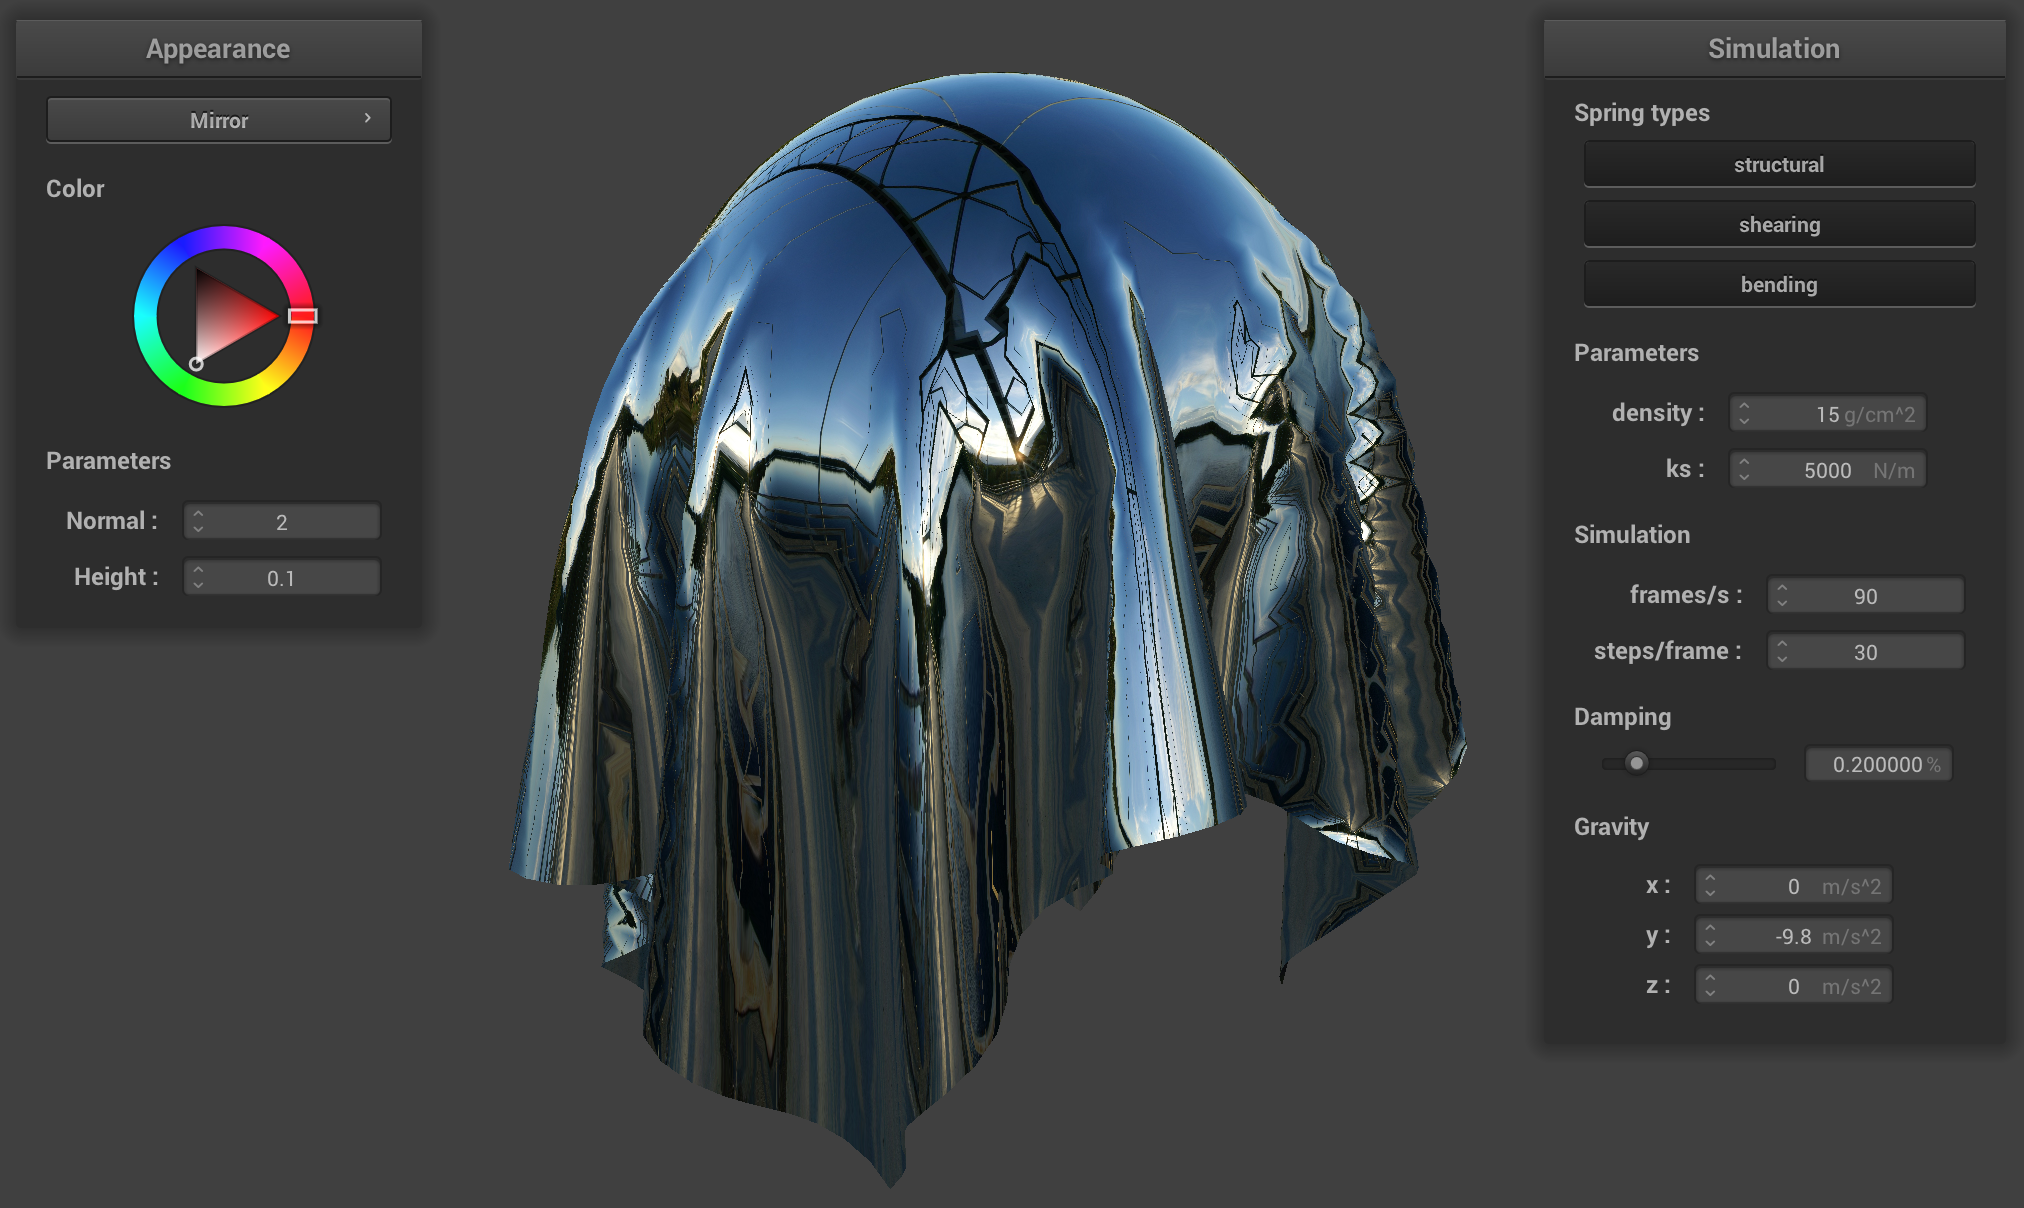 Appearance
Mirror
Color
Parameters
Normal : 2
Height : 0.1
Simulation
Spring types
structural
shearing
bending
Parameters
density : 15 g/cm^2
ks : 5000 N/m
Simulation
frames/s : 90
steps/frame : 30
Damping
0.200000 %
Gravity
x : 0 m/s^2
y : -9.8 m/s^2
z : 0 m/s^2